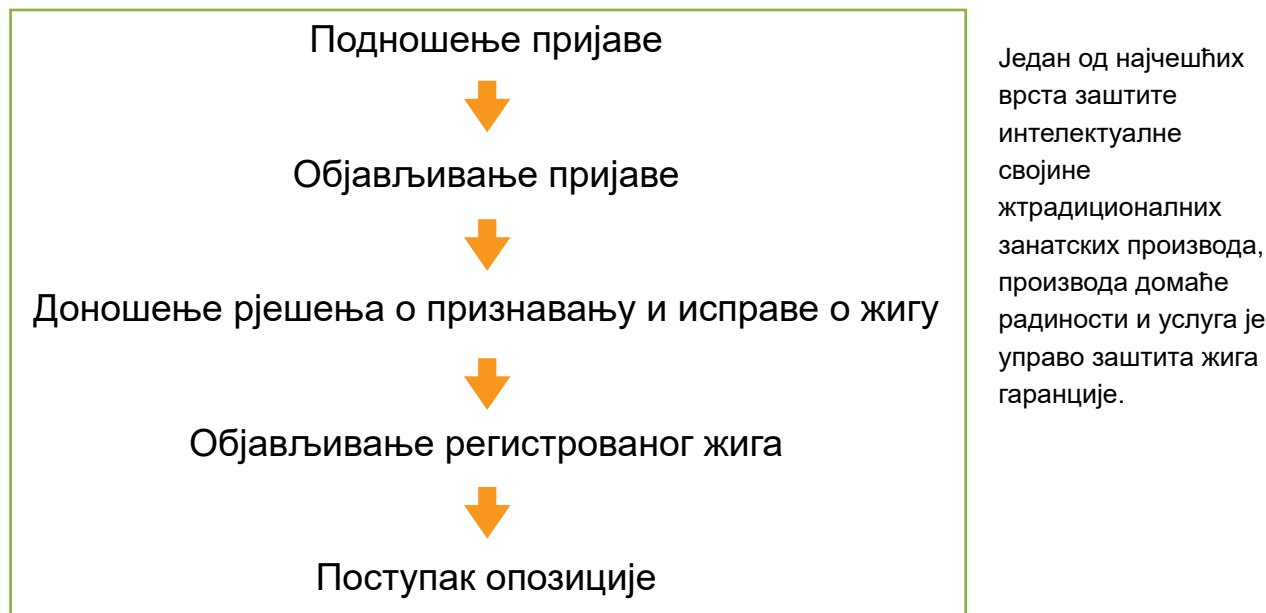 Подношење пријаве
Објављивање пријаве
Доношење рјешења о признавању и исправе о жигу
Објављивање регистрованог жига
Поступак опозиције
Један од најчешћих
врста заштите
интелектуалне
својине
жтрадиционалних
занатских производа,
производа домаће
радиности и услуга је
управо заштита жига
гаранције.